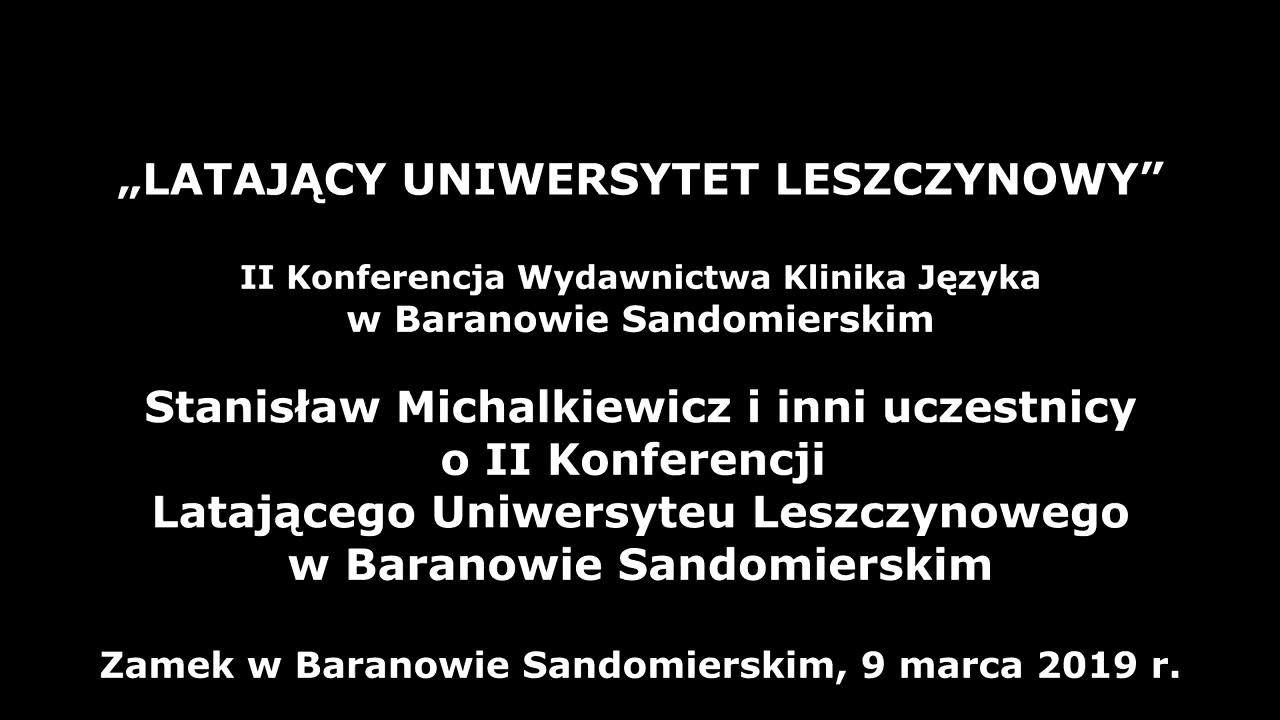 „LATAJĄCY UNIWERSYTET LESZCZYNOWY”
II Konferencja Wydawnictwa Klinika Języka
w Baranowie Sandomierskim
Stanisław Michalkiewicz i inni uczestnicy
o II Konferencji
Latającego Uniwersyteu Leszczynowego
w Baranowie Sandomierskim
Zamek w Baranowie Sandomierskim, 9 marca 2019 r.